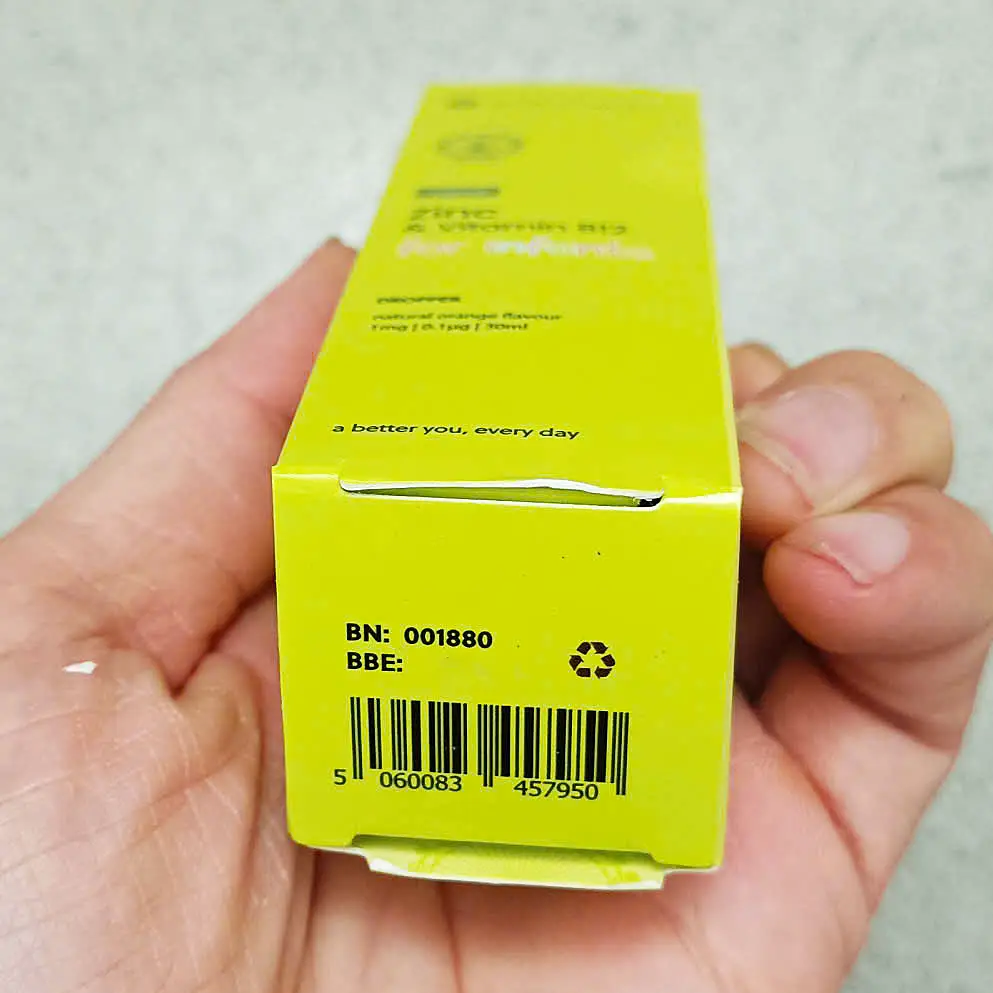 zinc
& vitamin B12
for infants
DROPPER
natural orange flavour
1mg | 0.1µg | 30ml
a better you, every day
BN: 001880
BBE:
5 060083 457950